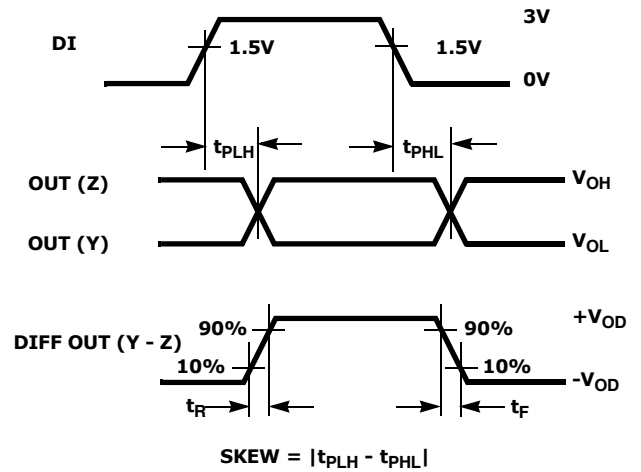 3V
DI
1.5V
1.5V
0V
tPLH
tPHL
OUT (Z)
VOH
OUT (Y)
VOL
+VOD
90%
90%
DIFF OUT (Y - Z)
10%
10%
-VOD
tR
tF
SKEW = |tPLH - tPHL|